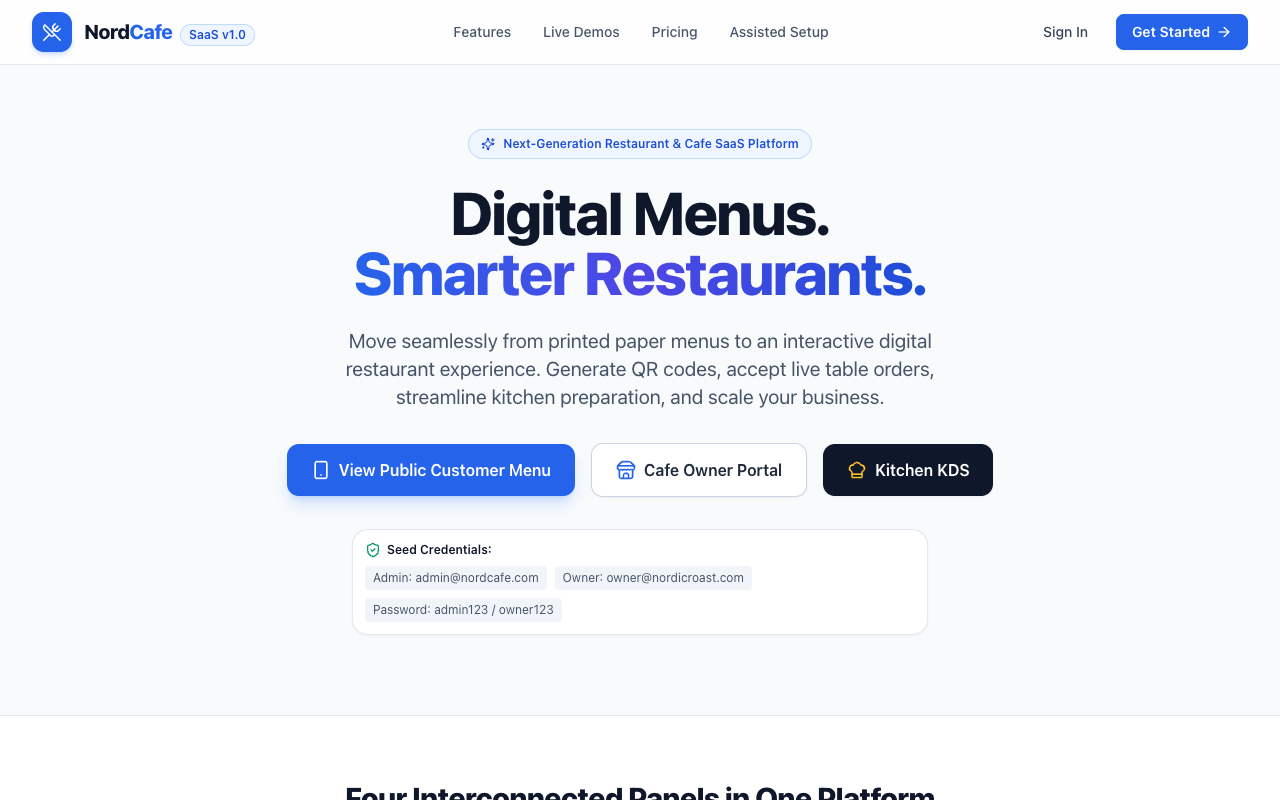 NordCafe SaaS v1.0
Features Live Demos Pricing Assisted Setup
Sign In Get Started →
Next-Generation Restaurant & Cafe SaaS Platform
Digital Menus.
Smarter Restaurants.
Move seamlessly from printed paper menus to an interactive digital
restaurant experience. Generate QR codes, accept live table orders,
streamline kitchen preparation, and scale your business.
View Public Customer Menu
Cafe Owner Portal
Kitchen KDS
Seed Credentials:
Admin: admin@nordcafe.com Owner: owner@nordicroast.com
Password: admin123 / owner123
Four Interconnected Panels in One Platform